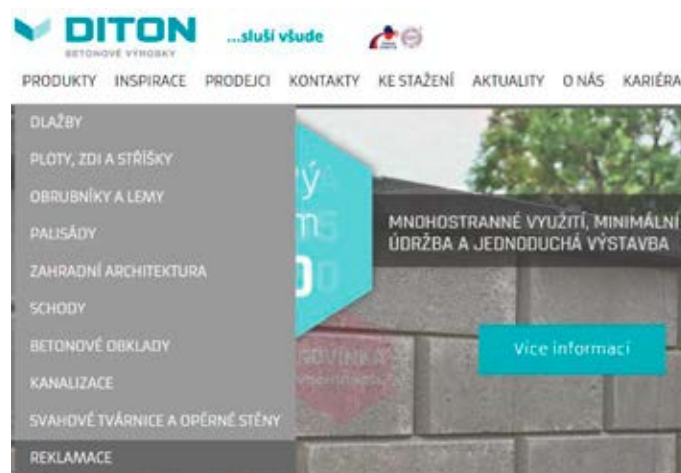 DITON
BETONOVÉ VÝROBKY
...sluší všude
PRODUKTY INSPIRACE PRODEJCI KONTAKTY KE STAŽENÍ AKTUALITY O NÁS KARIÉRA
DLAŽBY
PLOTY, ZDI A STŘÍŠKY
OBRUBNÍKY A LEMY
PALISÁDY
ZAHRADNÍ ARCHITEKTURA
SCHODY
BETONOVÉ OBKLADY
KANALIZACE
SVAHOVÉ TVÁRNICE A OPĚRNÉ STĚNY
REKLAMACE
MNOHOSTRANNÉ VYUŽITÍ, MINIMÁLNÍ
ÚDRŽBA A JEDNODUCHÁ VÝSTAVBA
Více informací